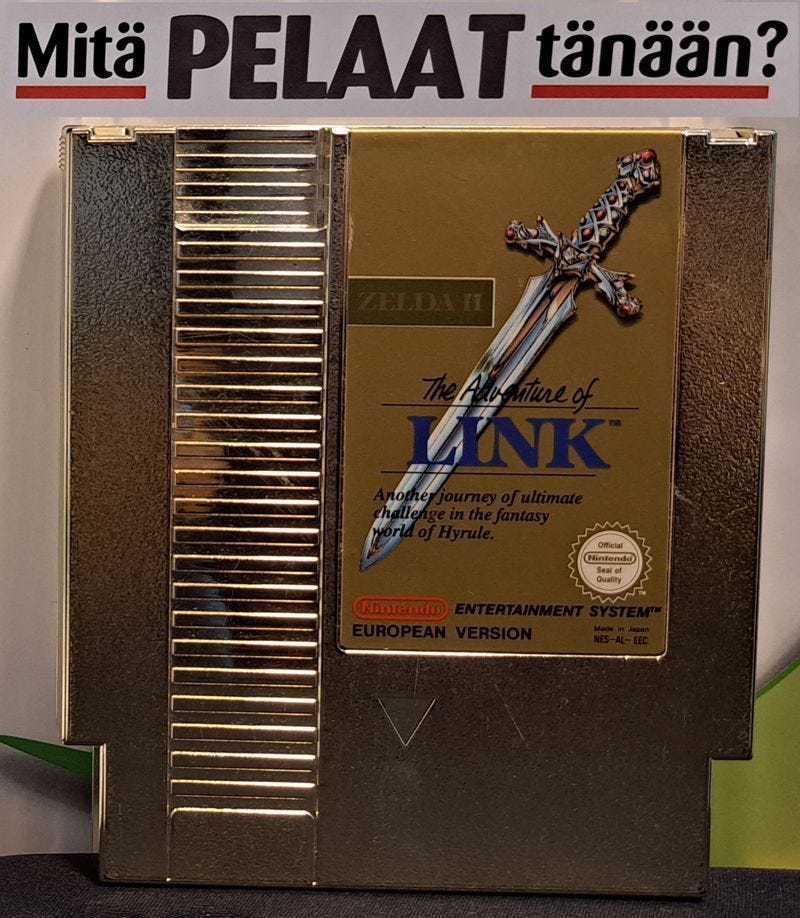 Mitä PELAAT tänään?
ZELDA II
The Adventure of
LINK™
Another journey of ultimate
challenge in the fantasy
world of Hyrule.
Official
Nintendo
Seal of
Quality
TM
Nintendo ENTERTAINMENT SYSTEM™
EUROPEAN VERSION
Made in Japan
NES-AL-EEC